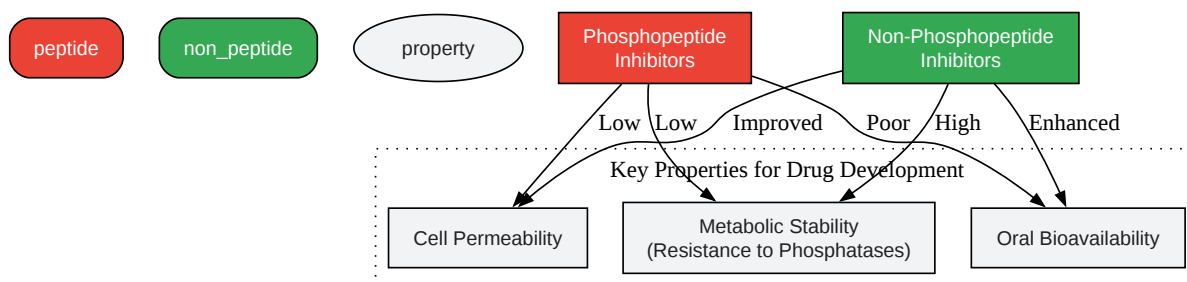 peptide
non_peptide
property
Phosphopeptide
Inhibitors
Non-Phosphopeptide
Inhibitors
Low
Low
Improved
Poor
High
Enhanced
Key Properties for Drug Development
Cell Permeability
Metabolic Stability
(Resistance to Phosphatases)
Oral Bioavailability